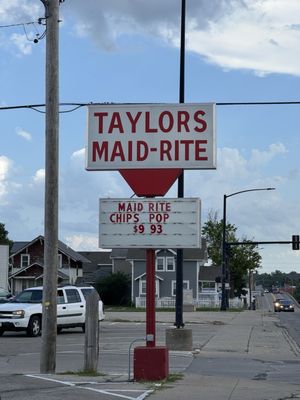 TAYLORS
MAID-RITE
MAID RITE
CHIPS POP
$9 93